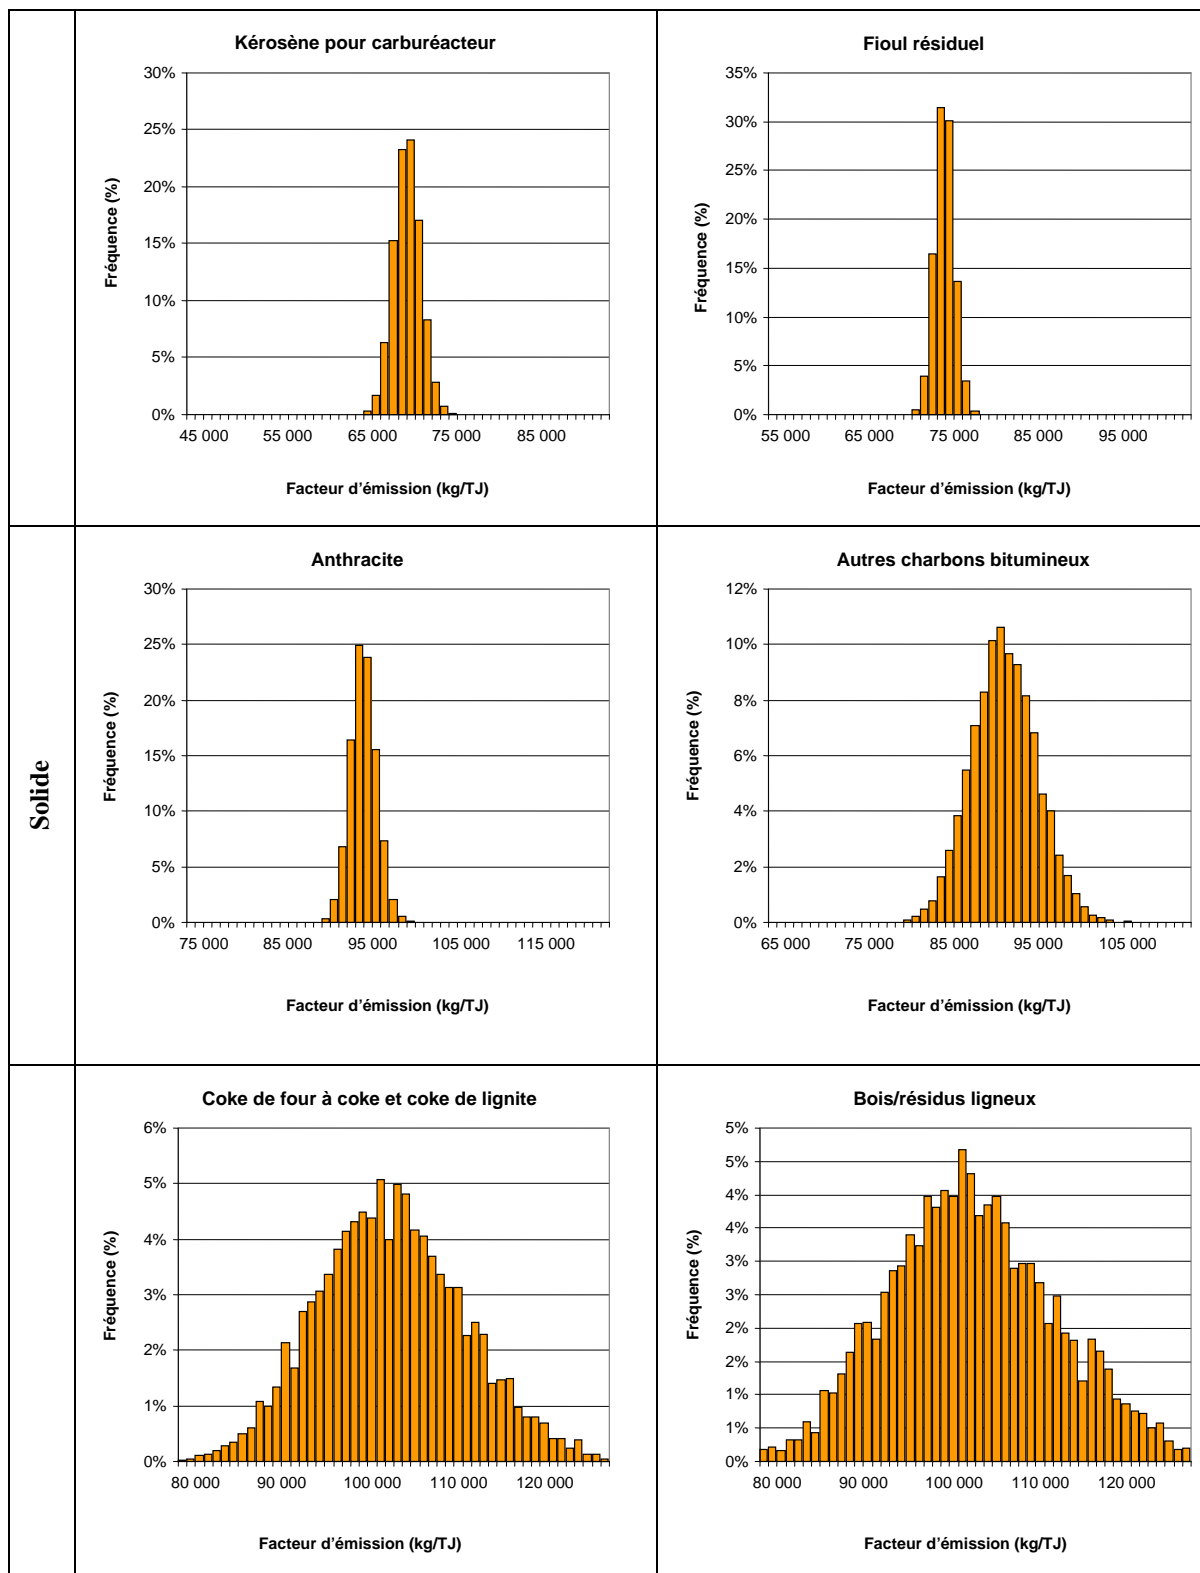 Kérosène pour carburéacteur
30%
25%
20%
15%
10%
5%
0%
Fréquence (%)
45 000 55 000 65 000 75 000 85 000
Facteur d'émission (kg/TJ)
Fioul résiduel
35%
30%
25%
20%
15%
10%
5%
0%
Fréquence (%)
55 000 65 000 75 000 85 000 95 000
Facteur d'émission (kg/TJ)
Solide
Anthracite
30%
25%
20%
15%
10%
5%
0%
Fréquence (%)
75 000 85 000 95 000 105 000 115 000
Facteur d'émission (kg/TJ)
Autres charbons bitumineux
12%
10%
8%
6%
4%
2%
0%
Fréquence (%)
65 000 75 000 85 000 95 000 105 000
Facteur d'émission (kg/TJ)
Coke de four à coke et coke de lignite
6%
5%
4%
3%
2%
1%
0%
Fréquence (%)
80 000 90 000 100 000 110 000 120 000
Facteur d'émission (kg/TJ)
Bois/résidus ligneux
5%
5%
4%
4%
3%
3%
2%
2%
1%
1%
0%
Fréquence (%)
80 000 90 000 100 000 110 000 120 000
Facteur d'émission (kg/TJ)